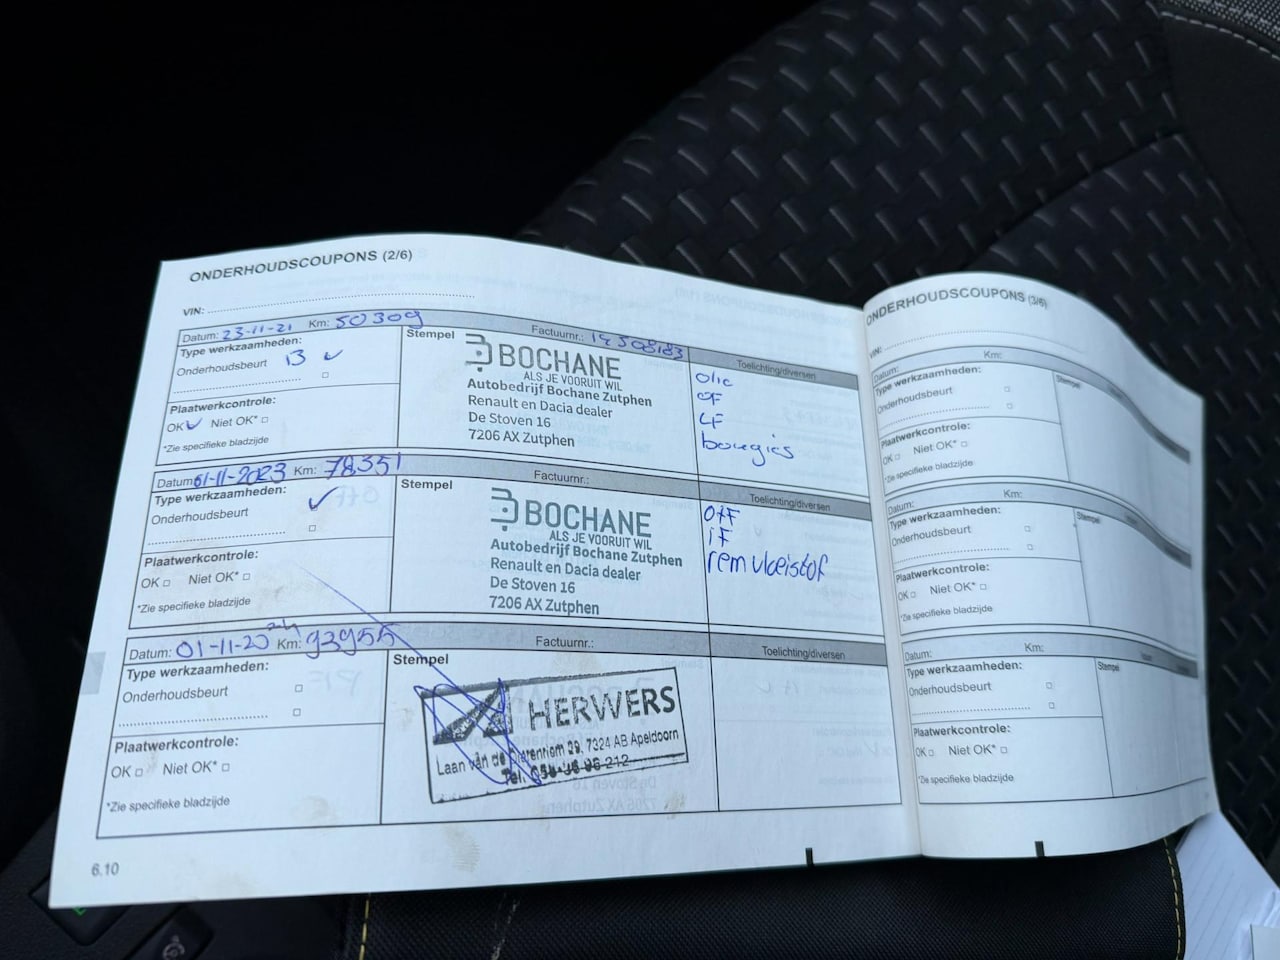 ONDERHOUDSCOUPONS (2/6)
VIN:
Datum: 23-11-21 Km: 50309
Stempel
Factuurnr.: 14508183
Toelichting/diversen
Type werkzaamheden:
Onderhoudsbeurt B ✓
Plaatwerkcontrole:
OK ✓ Niet OK* □
*Zie specifieke bladzijde
BOCHANE
ALS JE VOORUIT WIL
Autobedrijf Bochane Zutphen
Renault en Dacia dealer
De Stoven 16
7206 AX Zutphen
olie
OF
LF
bougies
Datum: 01-11-2023 Km: 78351
Stempel
Factuurnr.:
Toelichting/diversen
Type werkzaamheden:
Onderhoudsbeurt ✓
Plaatwerkcontrole:
OK □ Niet OK* □
*Zie specifieke bladzijde
BOCHANE
ALS JE VOORUIT WIL
Autobedrijf Bochane Zutphen
Renault en Dacia dealer
De Stoven 16
7206 AX Zutphen
O+F
iF
remvloeistof
Datum: 01-11-2024 Km: 92955
Stempel
Factuurnr.:
Toelichting/diversen
Type werkzaamheden:
Onderhoudsbeurt □
Plaatwerkcontrole:
OK □ Niet OK* □
*Zie specifieke bladzijde
HERWERS
Laan van de Dierenriem 29, 7324 AB Apeldoorn
6.10
ONDERHOUDSCOUPONS (3/6)
VIN:
Datum: Km:
Type werkzaamheden:
Stempel
Onderhoudsbeurt □
Plaatwerkcontrole:
OK □ Niet OK* □
*Zie specifieke bladzijde
Datum: Km:
Type werkzaamheden:
Stempel
Onderhoudsbeurt □
Plaatwerkcontrole:
OK □ Niet OK* □
*Zie specifieke bladzijde
Datum: Km:
Type werkzaamheden:
Stempel
Onderhoudsbeurt □
Plaatwerkcontrole:
OK □ Niet OK* □
*Zie specifieke bladzijde